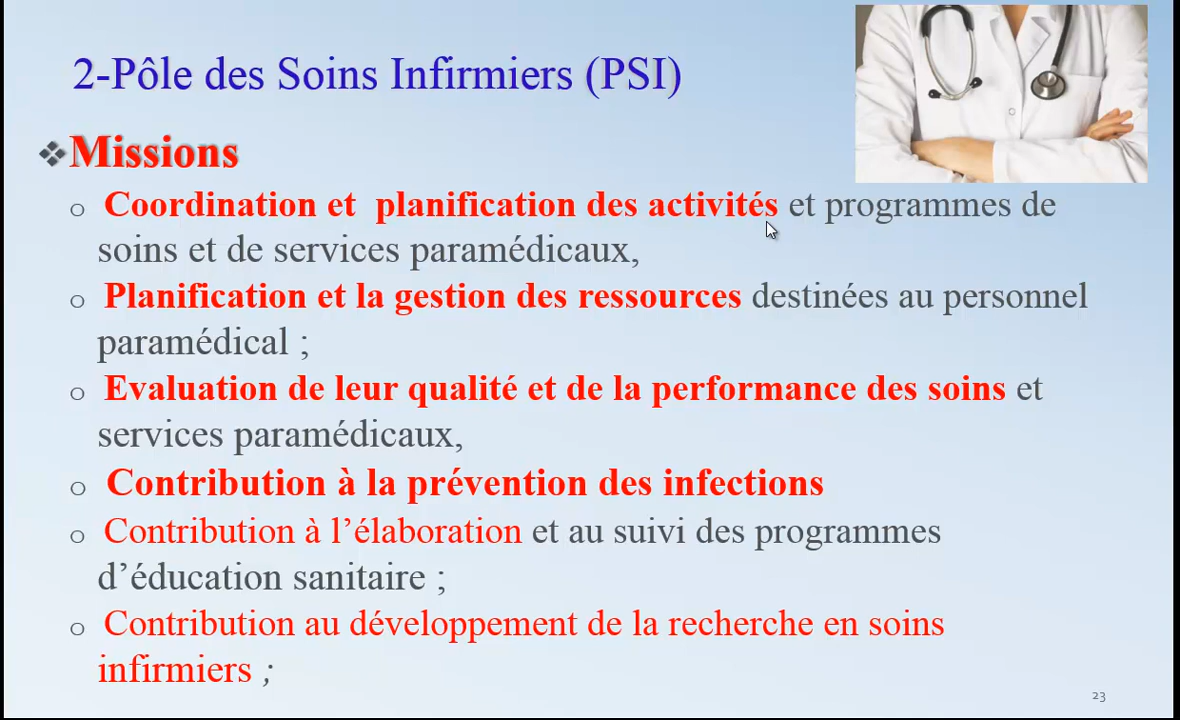 2-Pôle des Soins Infirmiers (PSI)
❖Missions
o Coordination et planification des activités et programmes de
soins et de services paramédicaux,
o Planification et la gestion des ressources destinées au personnel
paramédical ;
o Evaluation de leur qualité et de la performance des soins et
services paramédicaux,
o Contribution à la prévention des infections
o Contribution à l’élaboration et au suivi des programmes
d’éducation sanitaire ;
o Contribution au développement de la recherche en soins
infirmiers ;
23